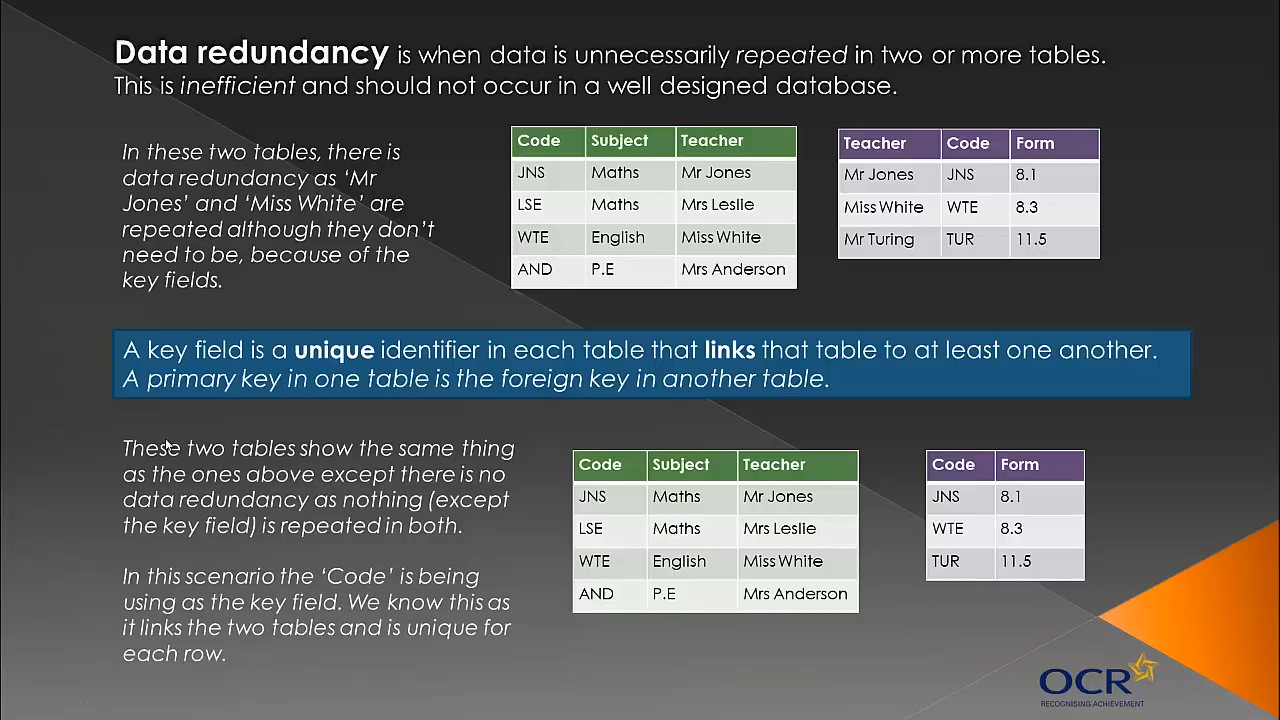 Data redundancy is when data is unnecessarily repeated in two or more tables.
This is inefficient and should not occur in a well designed database.
In these two tables, there is
data redundancy as ‘Mr
Jones’ and ‘Miss White’ are
repeated although they don’t
need to be, because of the
key fields.
Code Subject Teacher
JNS Maths Mr Jones
LSE Maths Mrs Leslie
WTE English Miss White
AND P.E Mrs Anderson
Teacher Code Form
Mr Jones JNS 8.1
Miss White WTE 8.3
Mr Turing TUR 11.5
A key field is a unique identifier in each table that links that table to at least one another.
A primary key in one table is the foreign key in another table.
These two tables show the same thing
as the ones above except there is no
data redundancy as nothing (except
the key field) is repeated in both.
In this scenario the ‘Code’ is being
using as the key field. We know this as
it links the two tables and is unique for
each row.
Code Subject Teacher
JNS Maths Mr Jones
LSE Maths Mrs Leslie
WTE English Miss White
AND P.E Mrs Anderson
Code Form
JNS 8.1
WTE 8.3
TUR 11.5
OCR
RECOGNISING ACHIEVEMENT